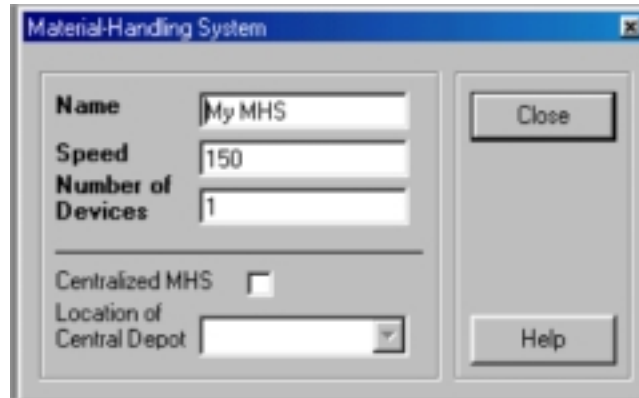 Material-Handling System
Name
My MHS
Close
Speed
150
Number of
Devices
1
Centralized MHS
Location of
Central Depot
Help